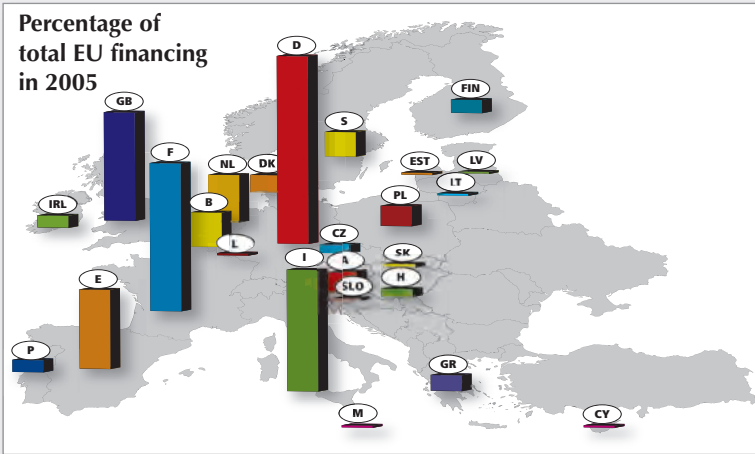 Percentage of
total EU financing
in 2005
D
FIN
GB
S
F
NL
DK
EST
LV
LT
IRL
B
PL
L
CZ
SK
I
A
E
H
SLO
P
GR
M
CY